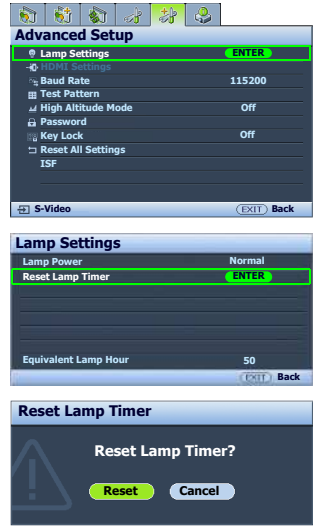 Advanced Setup
Lamp Settings ENTER
HDMI Settings
Baud Rate 115200
Test Pattern
High Altitude Mode Off
Password
Key Lock Off
Reset All Settings
ISF
S-Video EXIT Back
Lamp Settings
Lamp Power Normal
Reset Lamp Timer ENTER
Equivalent Lamp Hour 50
EXIT Back
Reset Lamp Timer
Reset Lamp Timer?
Reset Cancel